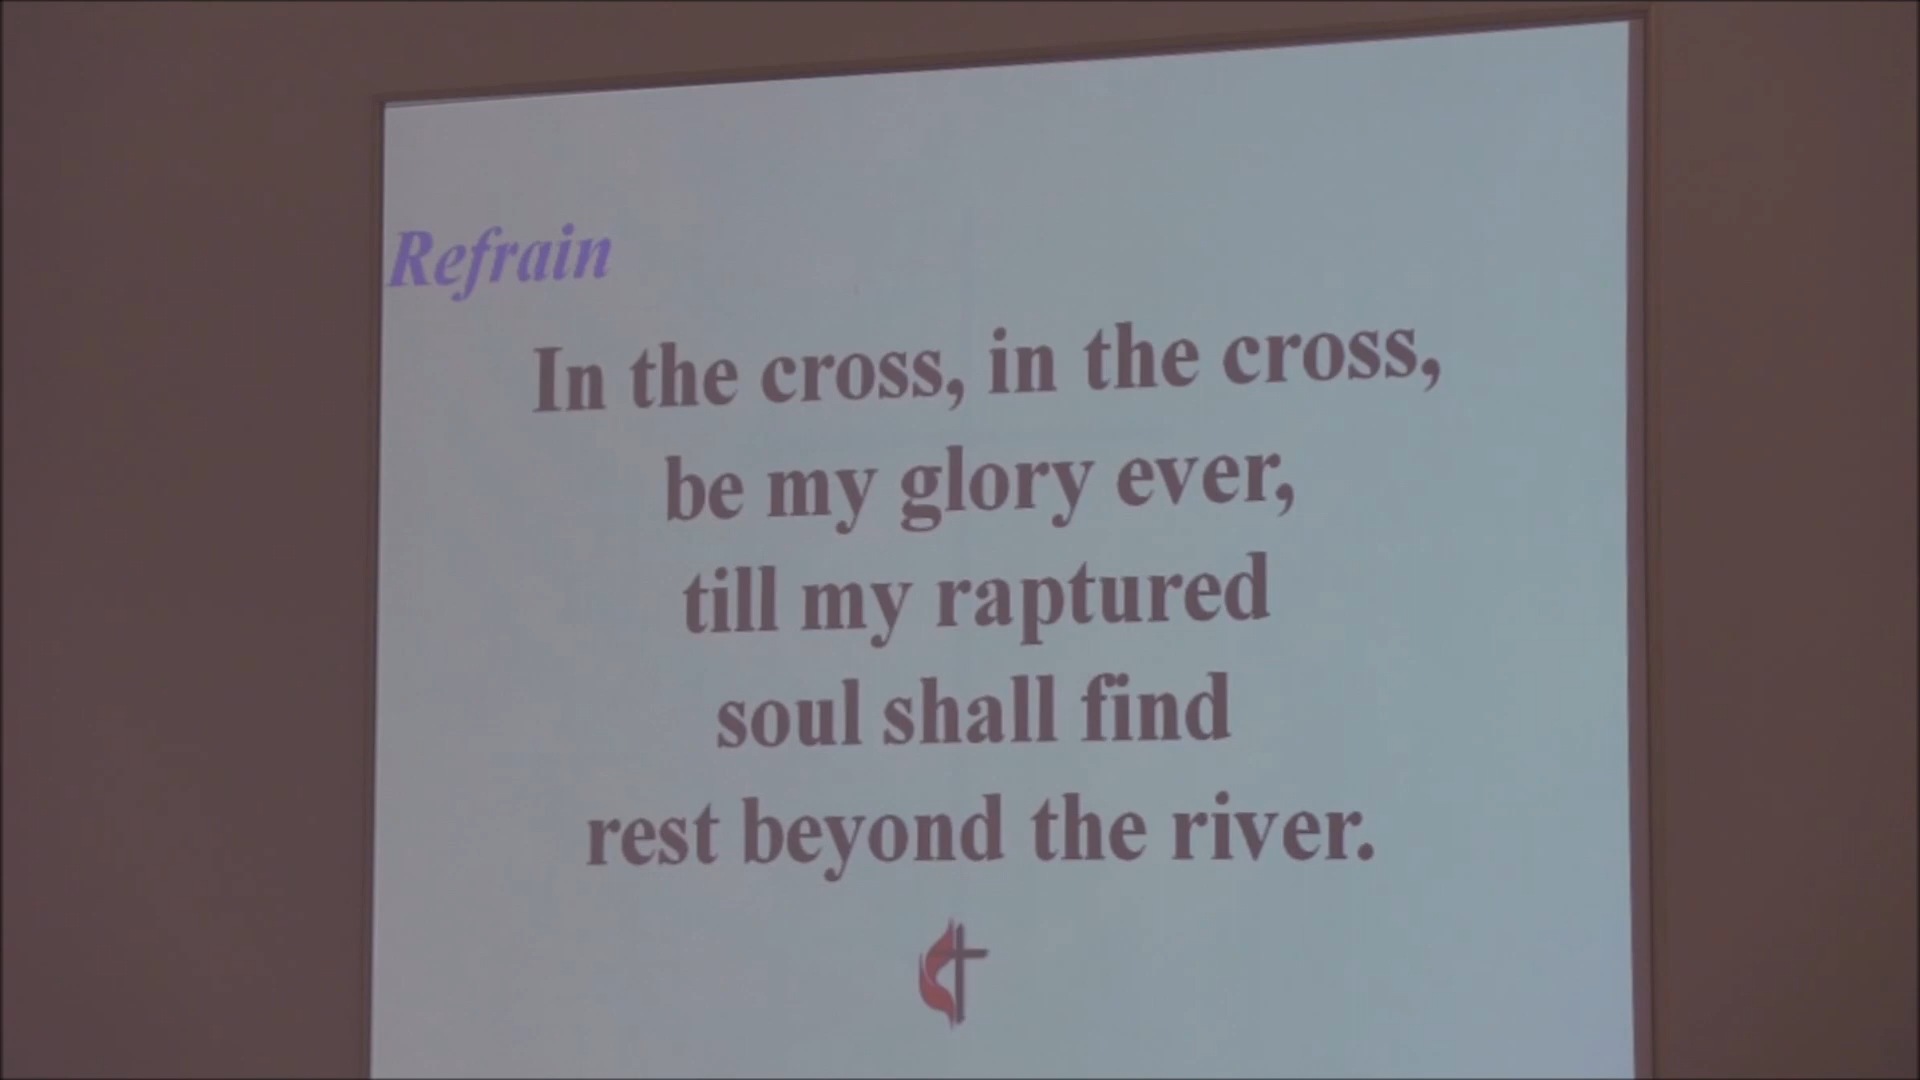 Refrain
In the cross, in the cross,
be my glory ever,
till my raptured
soul shall find
rest beyond the river.